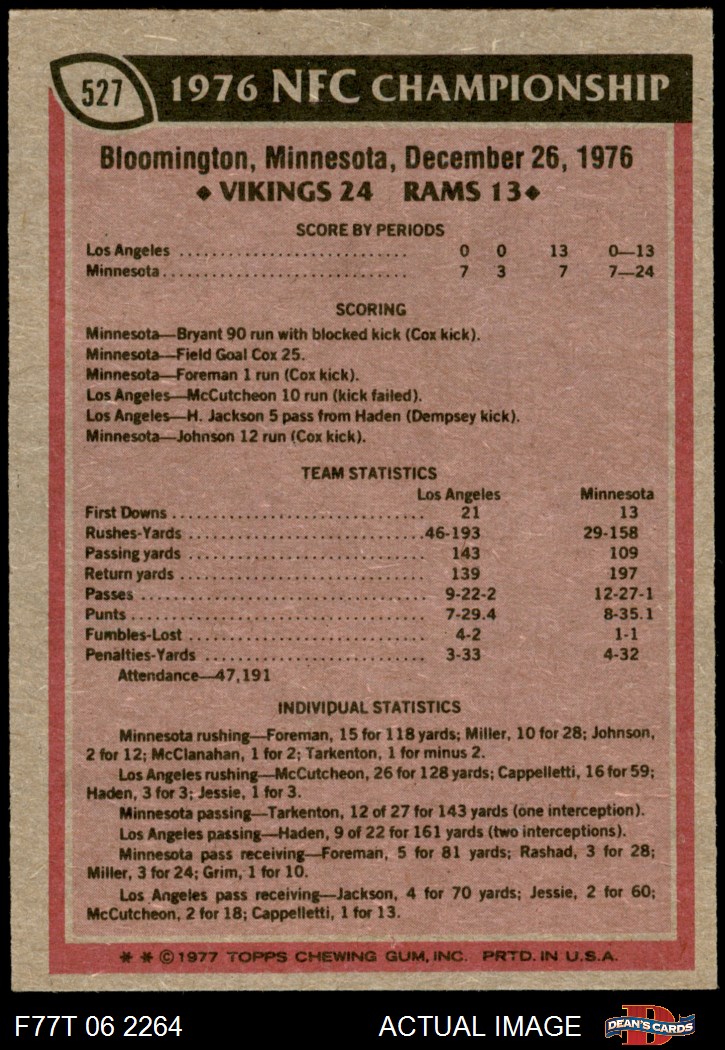 527
1976 NFC CHAMPIONSHIP
Bloomington, Minnesota, December 26, 1976
◆ VIKINGS 24 RAMS 13◆
SCORE BY PERIODS
Los Angeles ............................ 0 0 13 0—13
Minnesota............................. 7 3 7 7—24
SCORING
Minnesota—Bryant 90 run with blocked kick (Cox kick).
Minnesota—Field Goal Cox 25.
Minnesota—Foreman 1 run (Cox kick).
Los Angeles—McCutcheon 10 run (kick failed).
Los Angeles—H. Jackson 5 pass from Haden (Dempsey kick).
Minnesota—Johnson 12 run (Cox kick).
TEAM STATISTICS
Los Angeles Minnesota
First Downs ............................. 21 13
Rushes-Yards ...........................46-193 29-158
Passing yards ........................... 143 109
Return yards ............................ 139 197
Passes ................................. 9-22-2 12-27-1
Punts .................................. 7-29.4 8-35.1
Fumbles-Lost ........................... 4-2 1-1
Penalties-Yards ......................... 3-33 4-32
Attendance—47,191
INDIVIDUAL STATISTICS
Minnesota rushing—Foreman, 15 for 118 yards; Miller, 10 for 28; Johnson,
2 for 12; McClanahan, 1 for 2; Tarkenton, 1 for minus 2.
Los Angeles rushing—McCutcheon, 26 for 128 yards; Cappelletti, 16 for 59;
Haden, 3 for 3; Jessie, 1 for 3.
Minnesota passing—Tarkenton, 12 of 27 for 143 yards (one interception).
Los Angeles passing—Haden, 9 of 22 for 161 yards (two interceptions).
Minnesota pass receiving—Foreman, 5 for 81 yards; Rashad, 3 for 28;
Miller, 3 for 24; Grim, 1 for 10.
Los Angeles pass receiving—Jackson, 4 for 70 yards; Jessie, 2 for 60;
McCutcheon, 2 for 18; Cappelletti, 1 for 13.
* * © 1977 TOPPS CHEWING GUM, INC. PRTD. IN U.S.A.
F77T 06 2264 ACTUAL IMAGE D DEAN'S CARDS